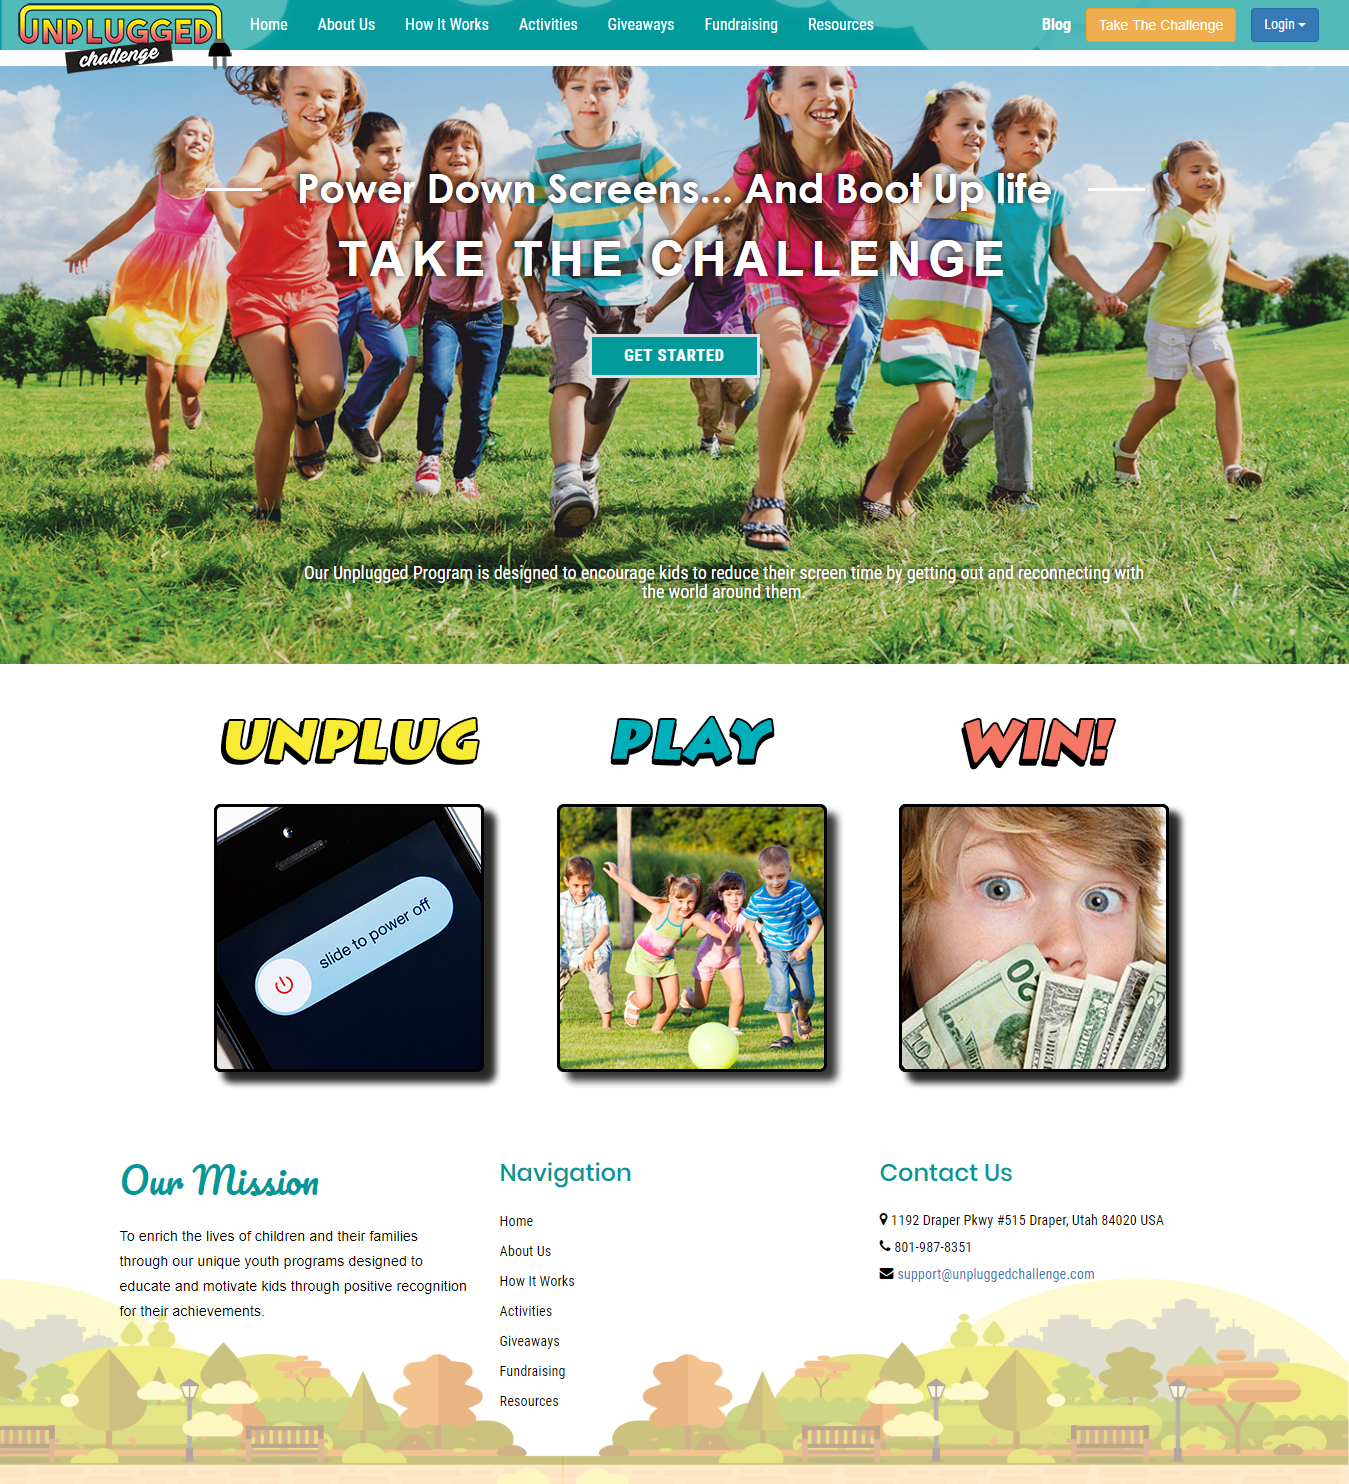 UNPLUGGED
challenge
Home About Us How It Works Activities Giveaways Fundraising Resources Blog Take The Challenge Login
Power Down Screens... And Boot Up life
TAKE THE CHALLENGE
GET STARTED
Our Unplugged Program is designed to encourage kids to reduce their screen time by getting out and reconnecting with
the world around them.
UNPLUG PLAY WIN!
slide to power off
Our Mission
To enrich the lives of children and their families
through our unique youth programs designed to
educate and motivate kids through positive recognition
for their achievements.
Navigation
Home
About Us
How It Works
Activities
Giveaways
Fundraising
Resources
Contact Us
1192 Draper Pkwy #515 Draper, Utah 84020 USA
801-987-8351
support@unpluggedchallenge.com